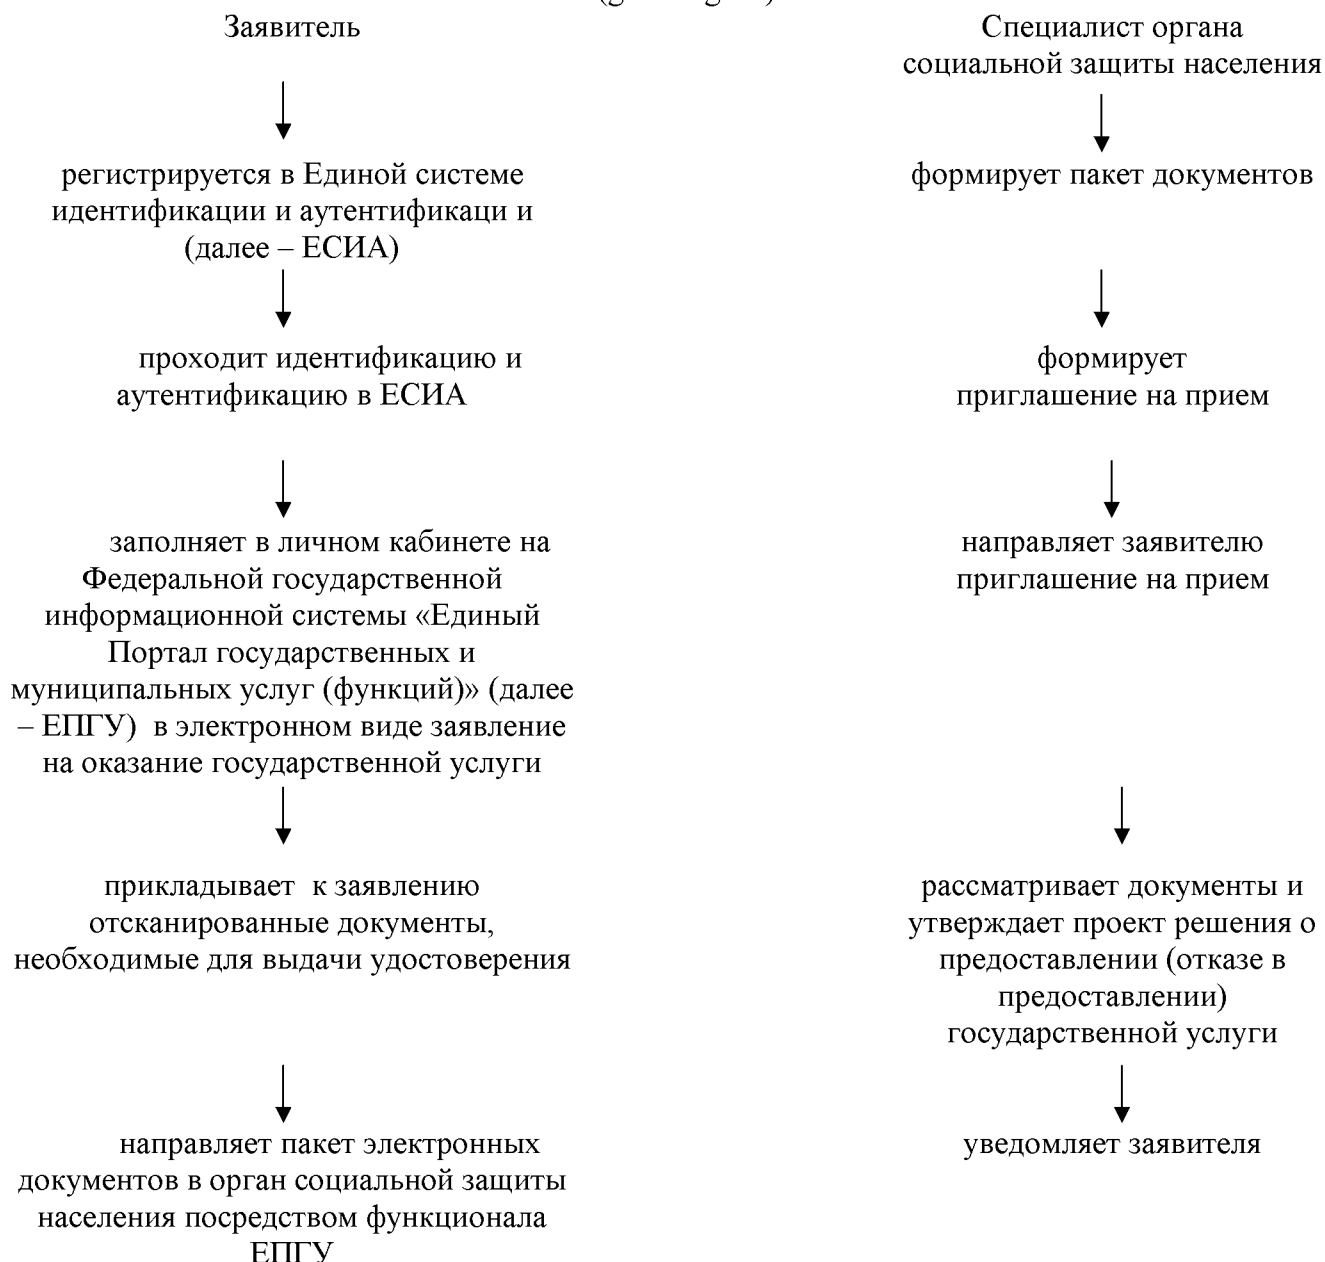 Заявитель
регистрируется в Единой системе
идентификации и аутентификаци и
(далее – ЕСИА)
проходит идентификацию и
аутентификацию в ЕСИА
заполняет в личном кабинете на
Федеральной государственной
информационной системы «Единый
Портал государственных и
муниципальных услуг (функций)» (далее
– ЕПГУ)  в электронном виде заявление
на оказание государственной услуги
прикладывает  к заявлению
отсканированные документы,
необходимые для выдачи удостоверения
направляет пакет электронных
документов в орган социальной защиты
населения посредством функционала
ЕПГУ
Специалист органа
социальной защиты населения
формирует пакет документов
формирует
приглашение на прием
направляет заявителю
приглашение на прием
рассматривает документы и
утверждает проект решения о
предоставлении (отказе в
предоставлении)
государственной услуги
уведомляет заявителя